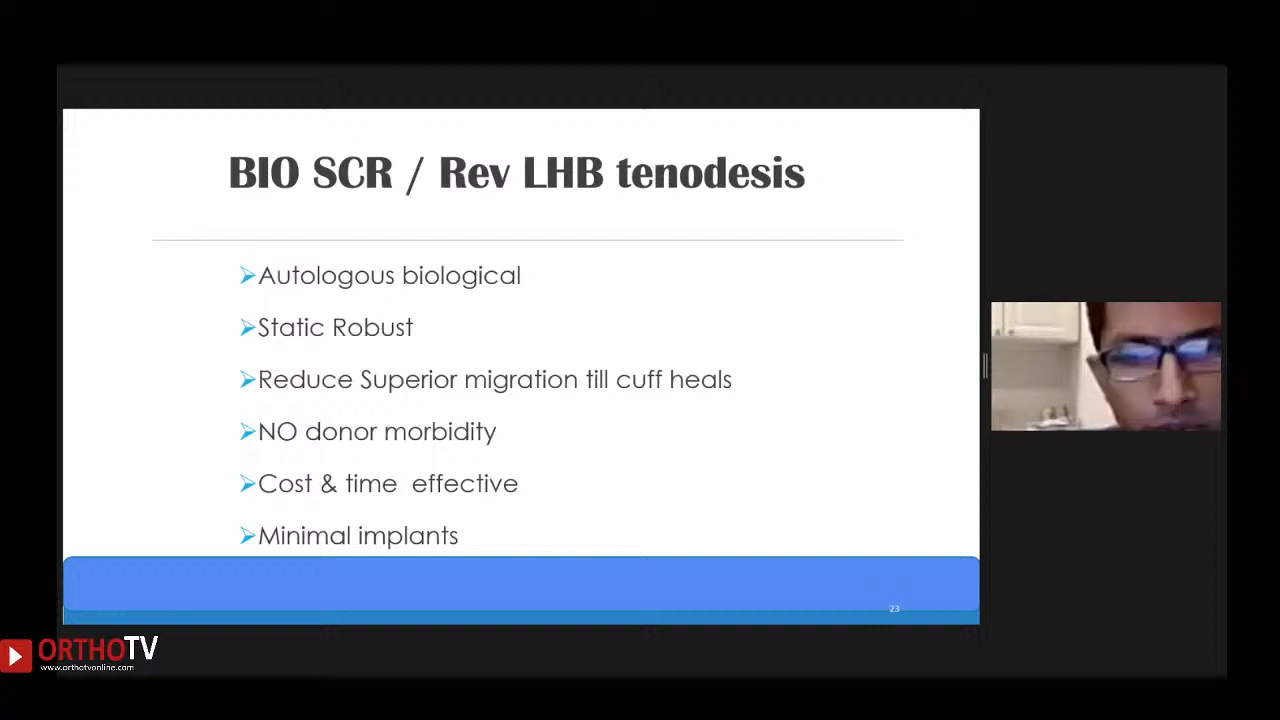 BIO SCR / Rev LHB tenodesis
Autologous biological
Static Robust
Reduce Superior migration till cuff heals
NO donor morbidity
Cost & time effective
Minimal implants
23
ORTHOTV
www.orthotvonline.com